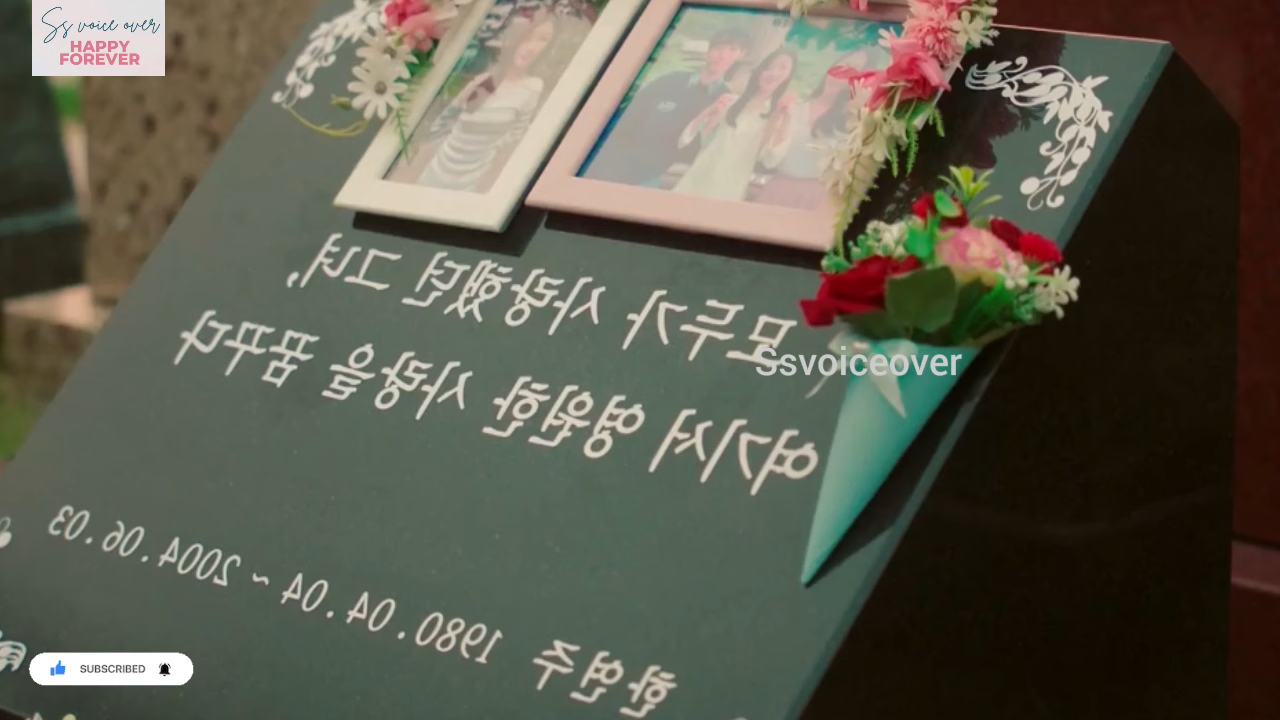 Ss voice over
HAPPY
FOREVER
모두가 사랑했던 그녀,
Ssvoiceover
여기서 영원한 사랑을 꿈꾸다
한연주 1980.04.04 ~ 2004.06.03
SUBSCRIBED